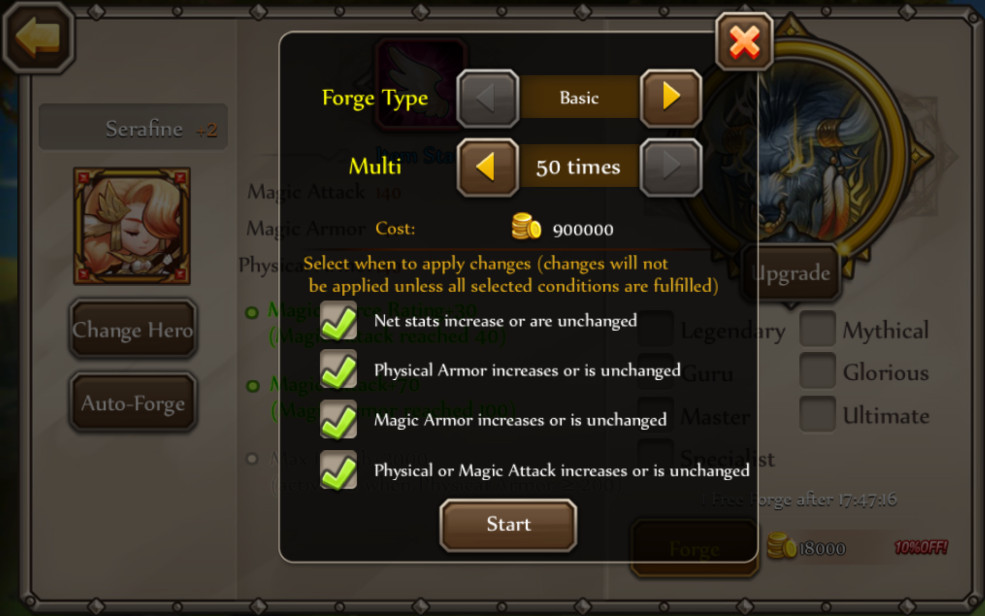 Forge Type
Basic
Multi
50 times
Cost:
900000
Select when to apply changes (changes will not
be applied unless all selected conditions are fulfilled)
Net stats increase or are unchanged
Physical Armor increases or is unchanged
Magic Armor increases or is unchanged
Physical or Magic Attack increases or is unchanged
Start
Serafine +2
Change Hero
Auto-Forge
Magic Attack 140
Magic Armor
Upgrade
Legendary
Mythical
Guru
Glorious
Master
Ultimate
Free Forge after 17:47:16
Forge
18000
10%OFF!